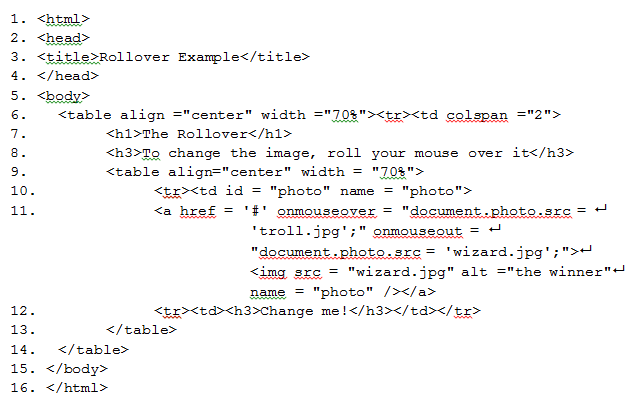 1. <html>
2. <head>
3. <title>Rollover Example</title>
4. </head>
5. <body>
6. <table align ="center" width ="70%"><tr><td colspan ="2">
7. <h1>The Rollover</h1>
8. <h3>To change the image, roll your mouse over it</h3>
9. <table align="center" width = "70%">
10. <tr><td id = "photo" name = "photo">
11. <a href = '#' onmouseover = "document.photo.src = ↵
'troll.jpg';" onmouseout = ↵
"document.photo.src = 'wizard.jpg';">↵
<img src = "wizard.jpg" alt ="the winner"↵
name = "photo" /></a>
12. <tr><td><h3>Change me!</h3></td></tr>
13. </table>
14. </table>
15. </body>
16. </html>